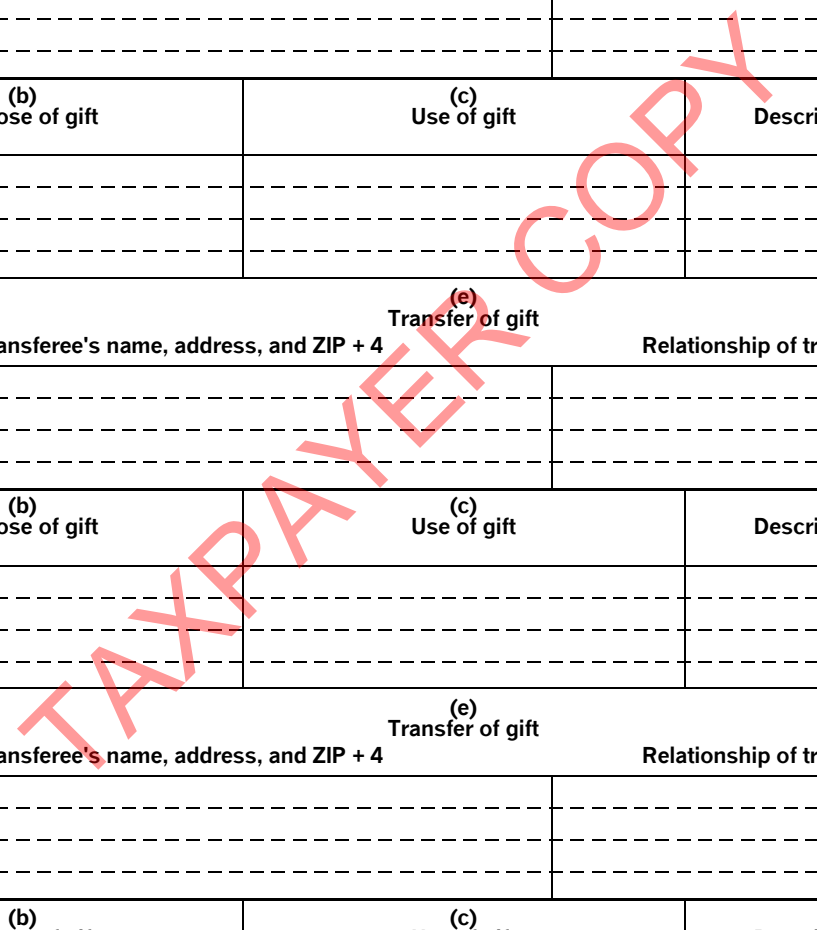 (b) (c)
ose of gift Use of gift Descri
(e)
Transfer of gift
ansferee's name, address, and ZIP + 4 Relationship of tr
(b) (c)
ose of gift Use of gift Descri
(e)
Transfer of gift
ansferee's name, address, and ZIP + 4 Relationship of tr
(b) (c)
TAXPAYER COPY